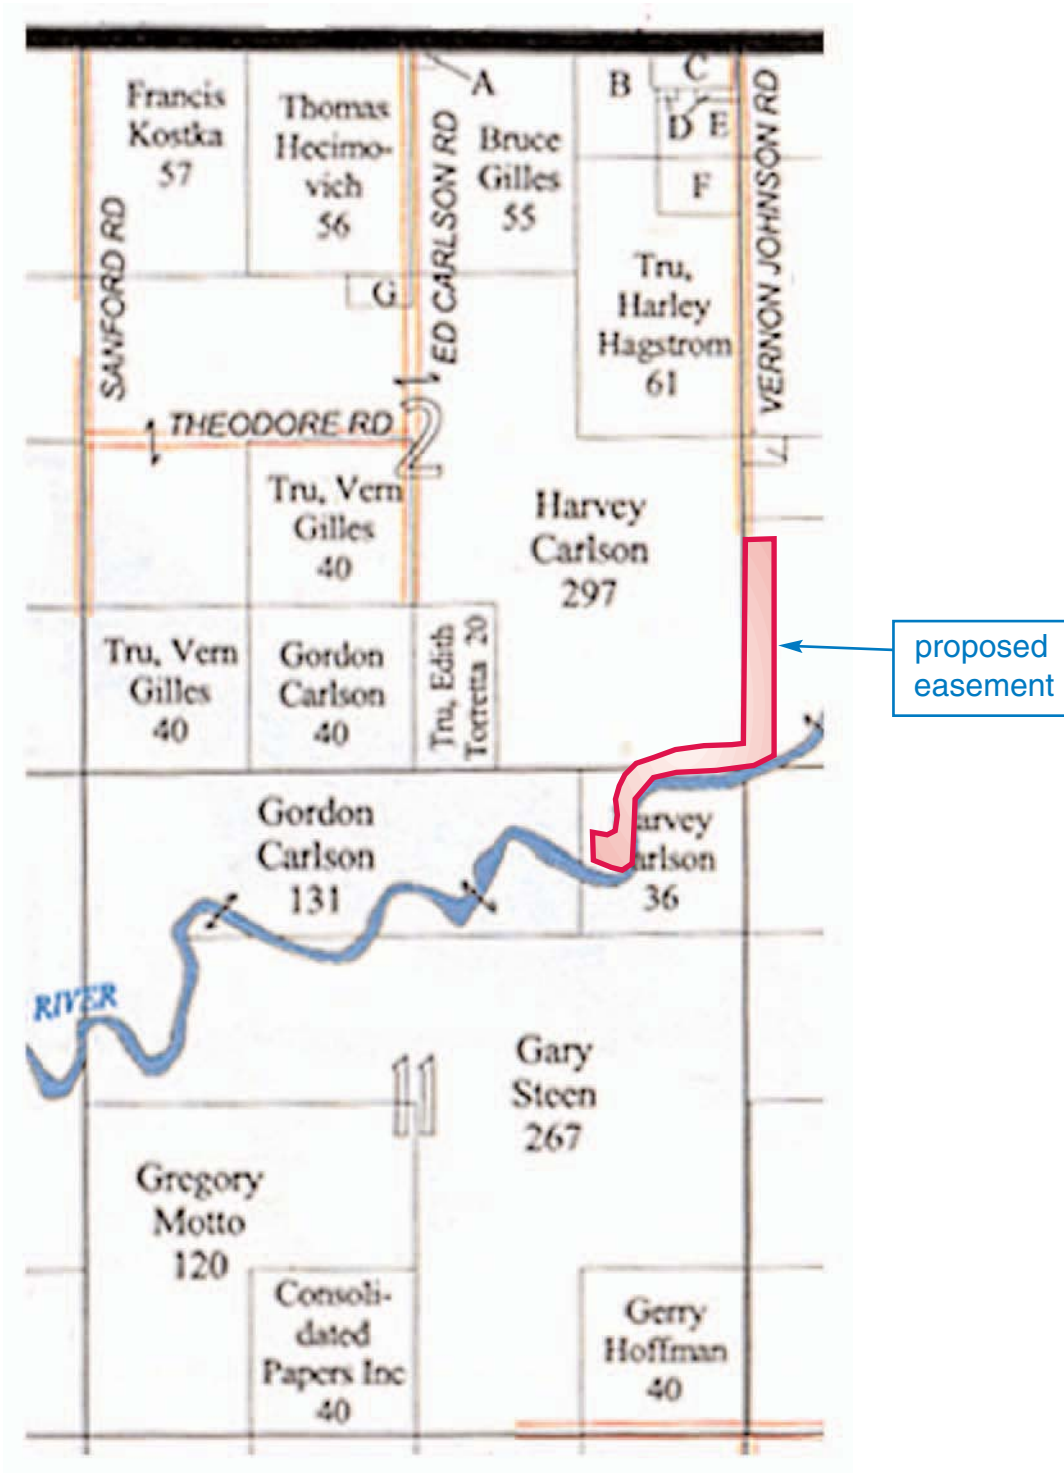 Francis
Kostka
57
Thomas
Hecimo-
vich
56
A
Bruce
Gilles
55
B
C
D E
F
SANFORD RD
ED CARLSON RD
VERNON JOHNSON RD
G
Tru,
Harley
Hagstrom
61
THEODORE RD
2
Tru, Vern
Gilles
40
Harvey
Carlson
297
Tru, Vern
Gilles
40
Gordon
Carlson
40
Tru, Edith
Torretta 20
proposed
easement
Gordon
Carlson
131
arvey
arlson
36
RIVER
11
Gary
Steen
267
Gregory
Motto
120
Consoli-
dated
Papers Inc
40
Gerry
Hoffman
40